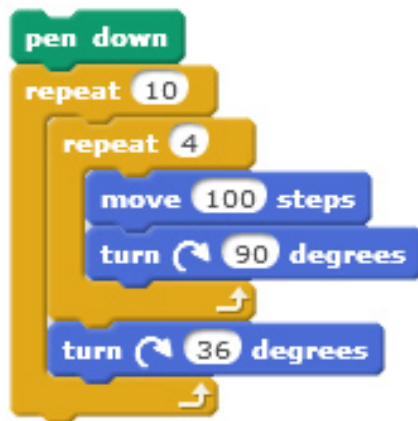 pen down
repeat 10
repeat 4
move 100 steps
turn 90 degrees
turn 36 degrees